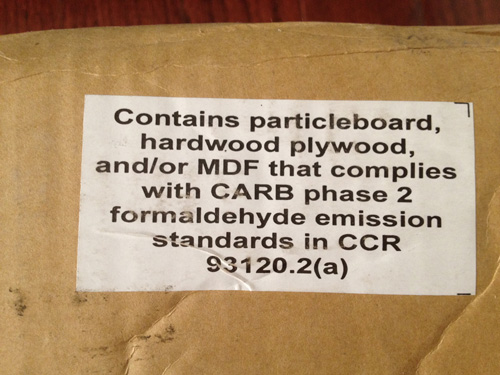 Contains particleboard,
hardwood plywood,
and/or MDF that complies
with CARB phase 2
formaldehyde emission
standards in CCR
93120.2(a)